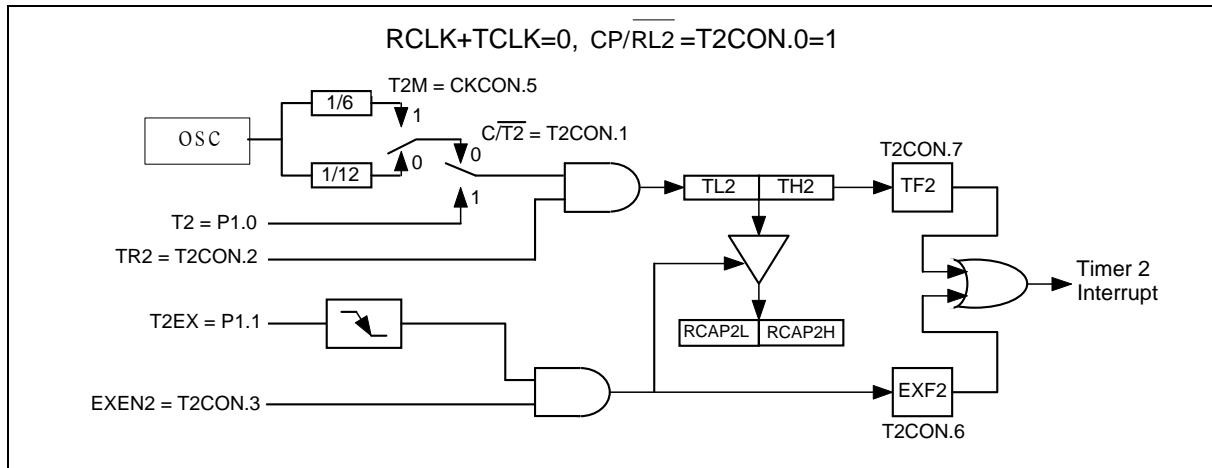 RCLK+TCLK=0, CP/RL2 =T2CON.0=1
T2M = CKCON.5
1/6
1
OSC
C/T2 = T2CON.1
0
0
1/12
1
T2 = P1.0
TR2 = T2CON.2
TL2 TH2
T2CON.7
TF2
Timer 2
Interrupt
T2EX = P1.1
RCAP2L RCAP2H
EXEN2 = T2CON.3
EXF2
T2CON.6